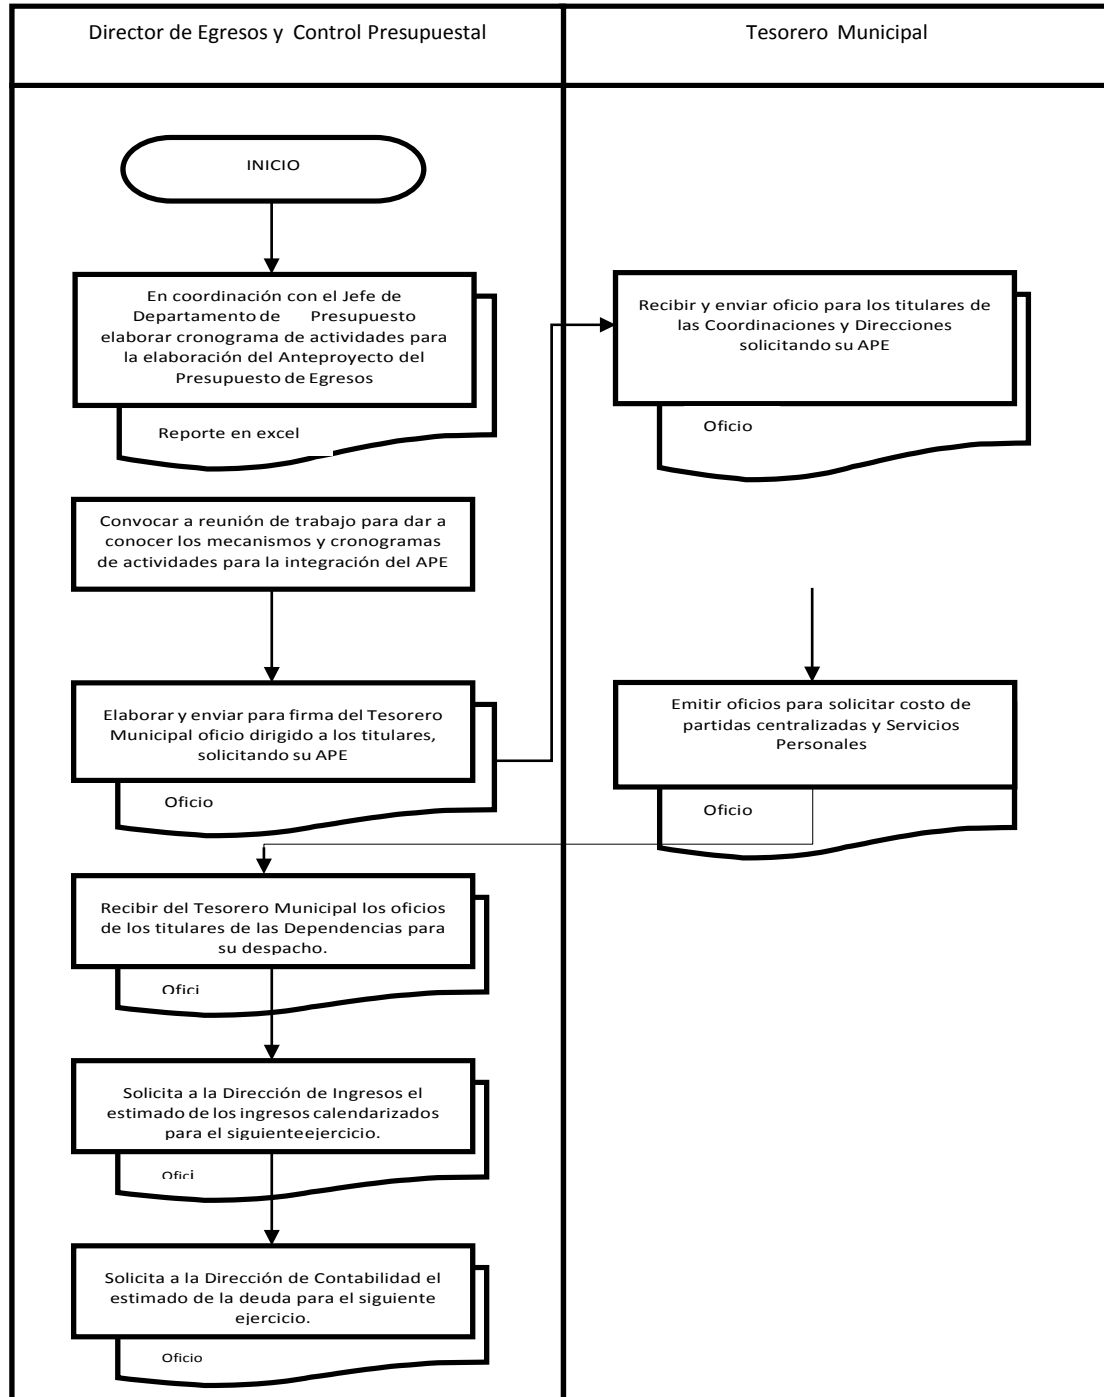 Director de Egresos y Control Presupuestal
Tesorero Municipal
INICIO
En coordinación con el Jefe de
Departamento de Presupuesto
elaborar cronograma de actividades para
la elaboración del Anteproyecto del
Presupuesto de Egresos
Reporte en excel
Recibir y enviar oficio para los titulares de
las Coordinaciones y Direcciones
solicitando su APE
Oficio
Convocar a reunión de trabajo para dar a
conocer los mecanismos y cronogramas
de actividades para la integración del APE
Elaborar y enviar para firma del Tesorero
Municipal oficio dirigido a los titulares,
solicitando su APE
Oficio
Emitir oficios para solicitar costo de
partidas centralizadas y Servicios
Personales
Oficio
Recibir del Tesorero Municipal los oficios
de los titulares de las Dependencias para
su despacho.
Ofici
Solicita a la Dirección de Ingresos el
estimado de los ingresos calendarizados
para el siguienteejercicio.
Ofici
Solicita a la Dirección de Contabilidad el
estimado de la deuda para el siguiente
ejercicio.
Oficio